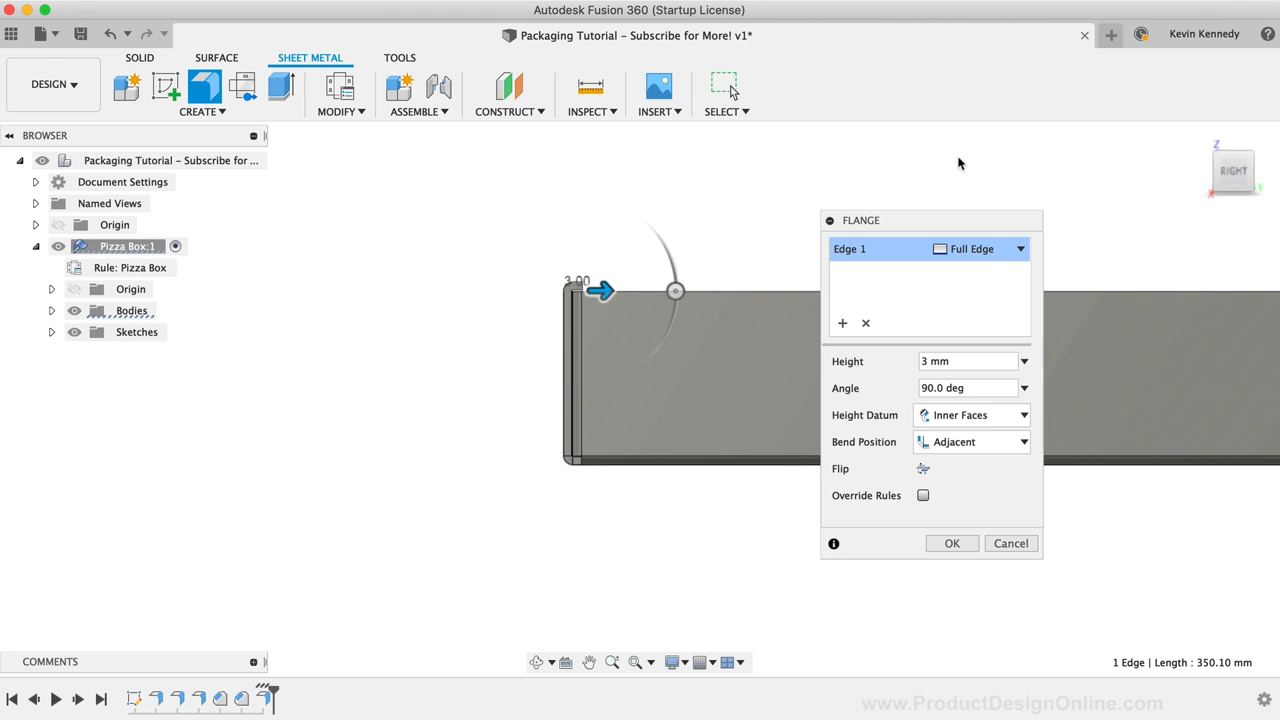 Autodesk Fusion 360 (Startup License)
Packaging Tutorial – Subscribe for More! v1*
Kevin Kennedy
DESIGN
SOLID SURFACE SHEET METAL TOOLS
CREATE MODIFY ASSEMBLE CONSTRUCT INSPECT INSERT SELECT
BROWSER
Packaging Tutorial – Subscribe for ...
Document Settings
Named Views
Origin
Pizza Box:1
Rule: Pizza Box
Origin
Bodies
Sketches
3.00
Z
RIGHT
X
Y
FLANGE
Edge 1 Full Edge
Height 3 mm
Angle 90.0 deg
Height Datum Inner Faces
Bend Position Adjacent
Flip
Override Rules
OK Cancel
COMMENTS
1 Edge | Length : 350.10 mm
www.ProductDesignOnline.com